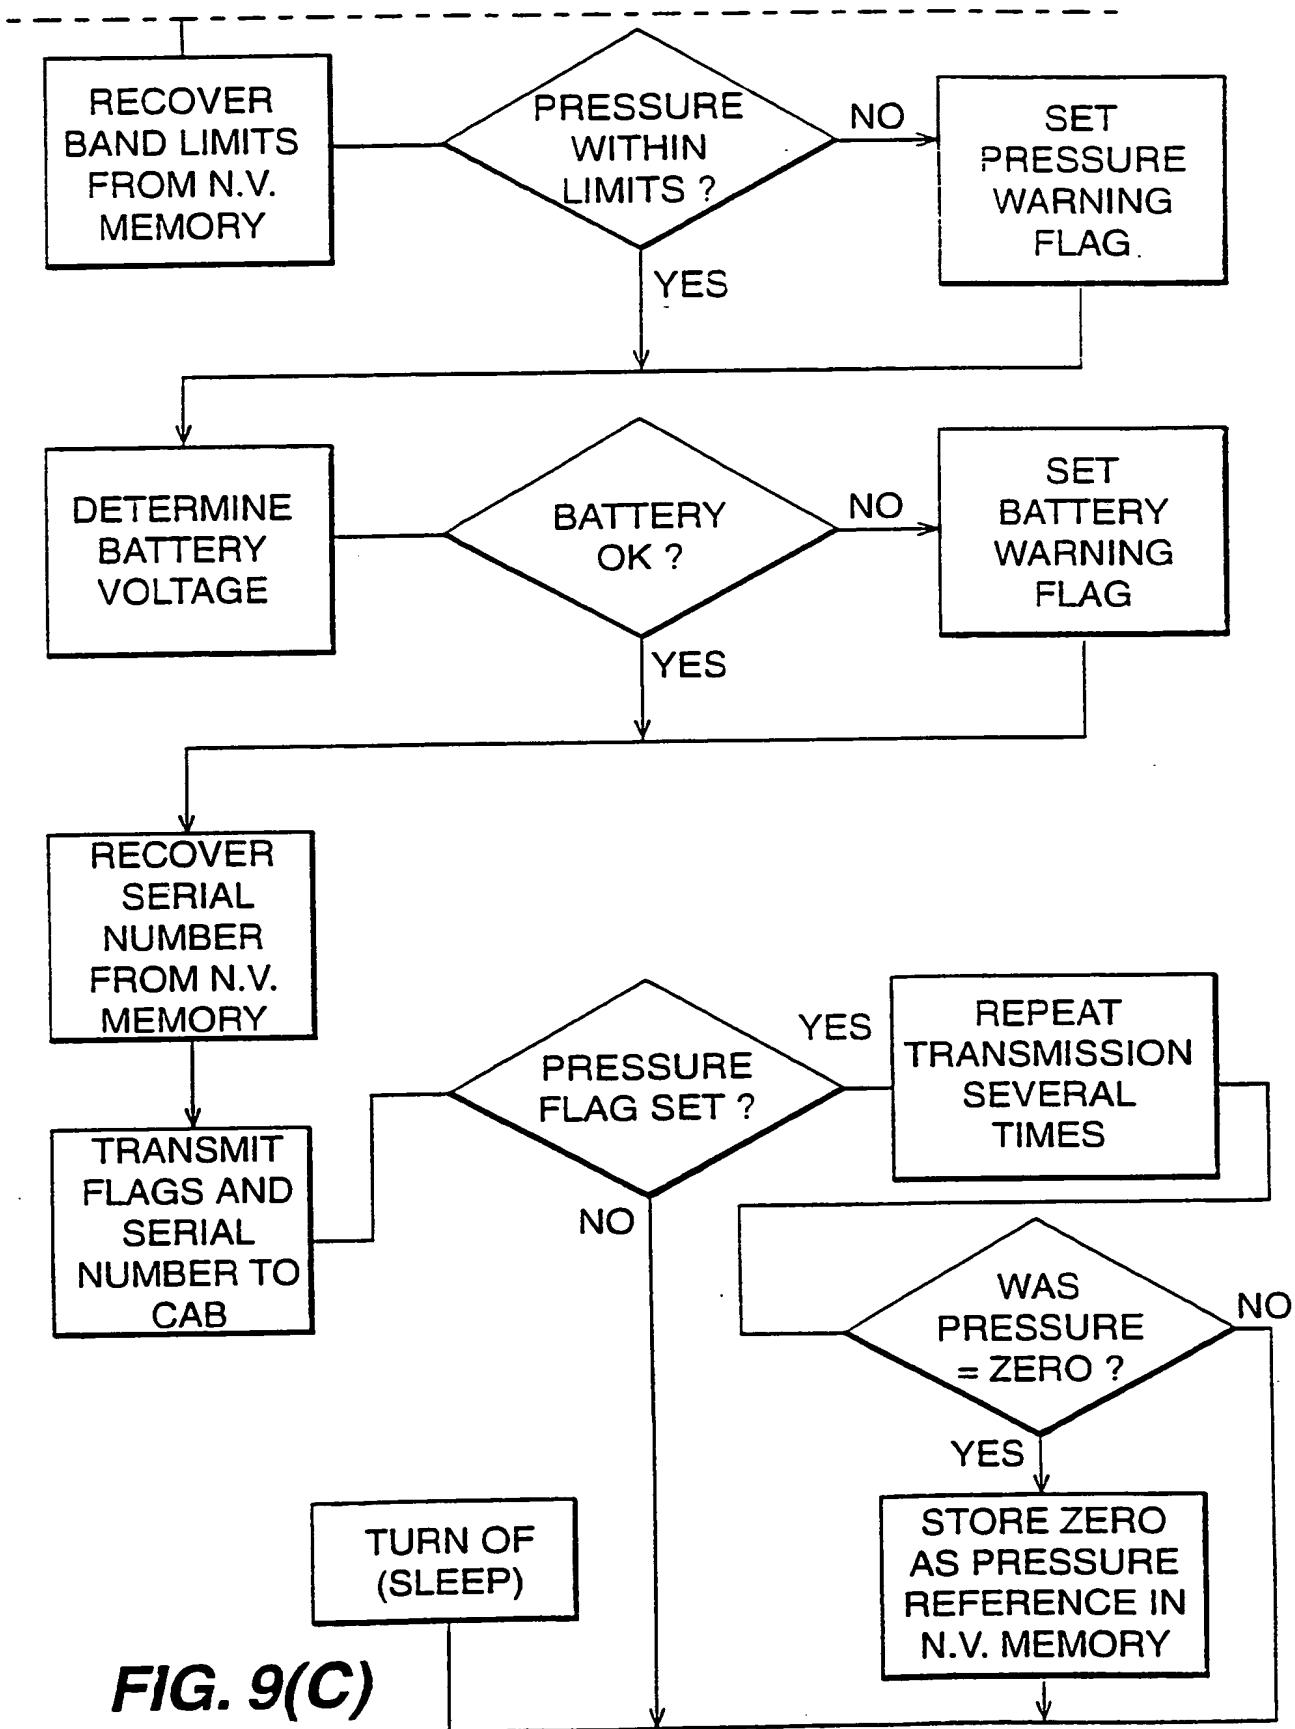 RECOVER
BAND LIMITS
FROM N.V.
MEMORY
PRESSURE
WITHIN
LIMITS ?
NO
SET
PRESSURE
WARNING
FLAG
YES
DETERMINE
BATTERY
VOLTAGE
BATTERY
OK ?
NO
SET
BATTERY
WARNING
FLAG
YES
RECOVER
SERIAL
NUMBER
FROM N.V.
MEMORY
TRANSMIT
FLAGS AND
SERIAL
NUMBER TO
CAB
PRESSURE
FLAG SET ?
YES
REPEAT
TRANSMISSION
SEVERAL
TIMES
NO
WAS
PRESSURE
= ZERO ?
NO
YES
STORE ZERO
AS PRESSURE
REFERENCE IN
N.V. MEMORY
TURN OF
(SLEEP)
FIG. 9(C)